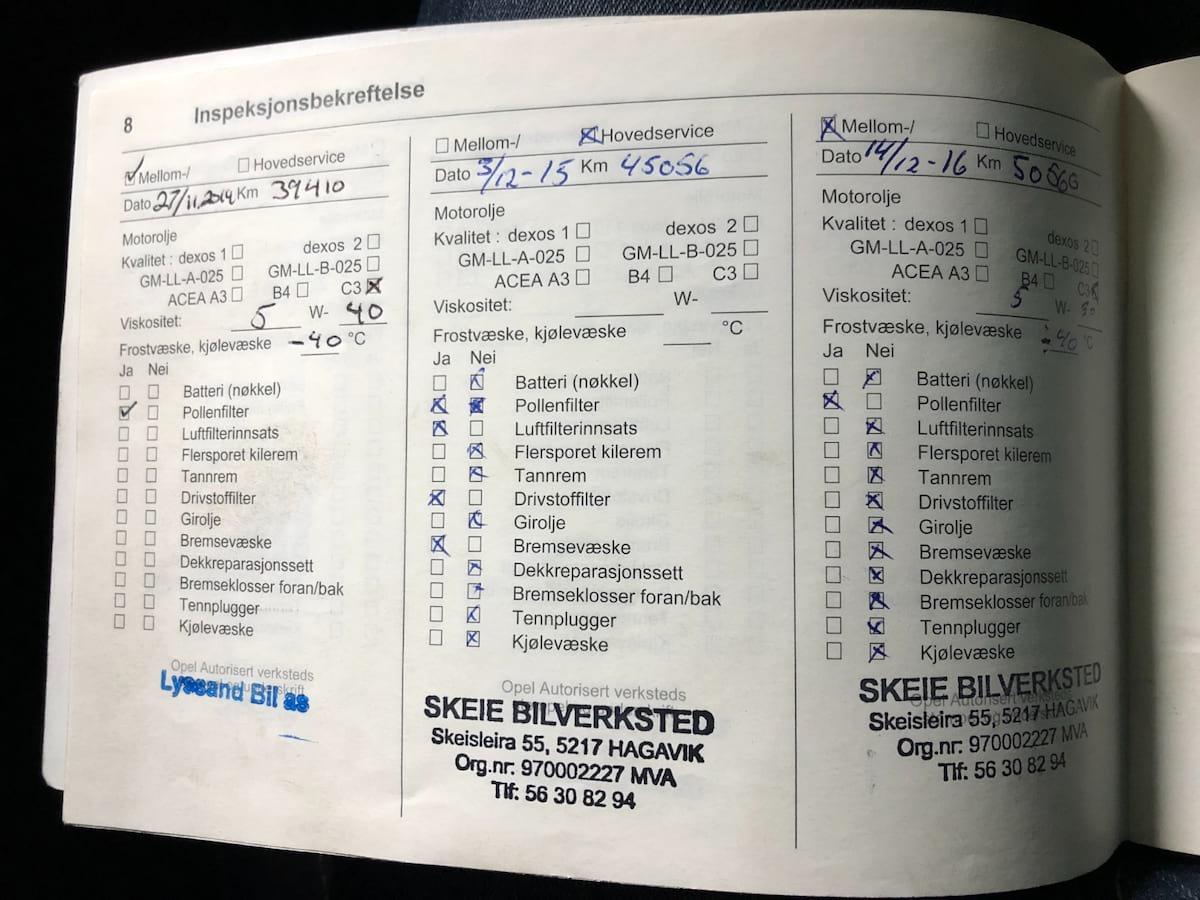 8 Inspeksjonsbekreftelse
Mellom-/ Hovedservice
Dato 27/11.2014 Km 39410
Motorolje
Kvalitet : dexos 1 dexos 2
GM-LL-A-025 GM-LL-B-025
ACEA A3 B4 C3
Viskositet: 5 W- 40
Frostvæske, kjølevæske -40 °C
Ja Nei
Batteri (nøkkel)
Pollenfilter
Luftfilterinnsats
Flersporet kilerem
Tannrem
Drivstoffilter
Girolje
Bremsevæske
Dekkreparasjonssett
Bremseklosser foran/bak
Tennplugger
Kjølevæske
Opel Autorisert verksteds
Lyssand Bil as
Mellom-/ Hovedservice
Dato 3/12-15 Km 45056
Motorolje
Kvalitet : dexos 1 dexos 2
GM-LL-A-025 GM-LL-B-025
ACEA A3 B4 C3
Viskositet: W-
Frostvæske, kjølevæske °C
Ja Nei
Batteri (nøkkel)
Pollenfilter
Luftfilterinnsats
Flersporet kilerem
Tannrem
Drivstoffilter
Girolje
Bremsevæske
Dekkreparasjonssett
Bremseklosser foran/bak
Tennplugger
Kjølevæske
Opel Autorisert verksteds
SKEIE BILVERKSTED
Skeisleira 55, 5217 HAGAVIK
Org.nr: 970002227 MVA
Tlf: 56 30 82 94
Mellom-/ Hovedservice
Dato 14/12-16 Km
Motorolje
Kvalitet : dexos 1 dexos 2
GM-LL-A-025 GM-LL-B-025
ACEA A3 B4 C3
Viskositet: 5 W-
Frostvæske, kjølevæske -40 °C
Ja Nei
Batteri (nøkkel)
Pollenfilter
Luftfilterinnsats
Flersporet kilerem
Tannrem
Drivstoffilter
Girolje
Bremsevæske
Dekkreparasjonssett
Bremseklosser foran/bak
Tennplugger
Kjølevæske
Opel Autorisert verksteds
SKEIE BILVERKSTED
Skeisleira 55, 5217 HAGAVIK
Org.nr: 970002227 MVA
Tlf: 56 30 82 94